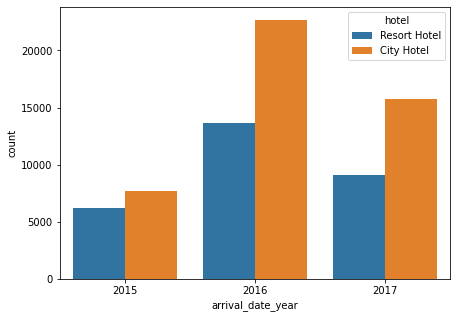 hotel
Resort Hotel
City Hotel
20000
15000
10000
5000
0
count
2015 2016 2017
arrival_date_year